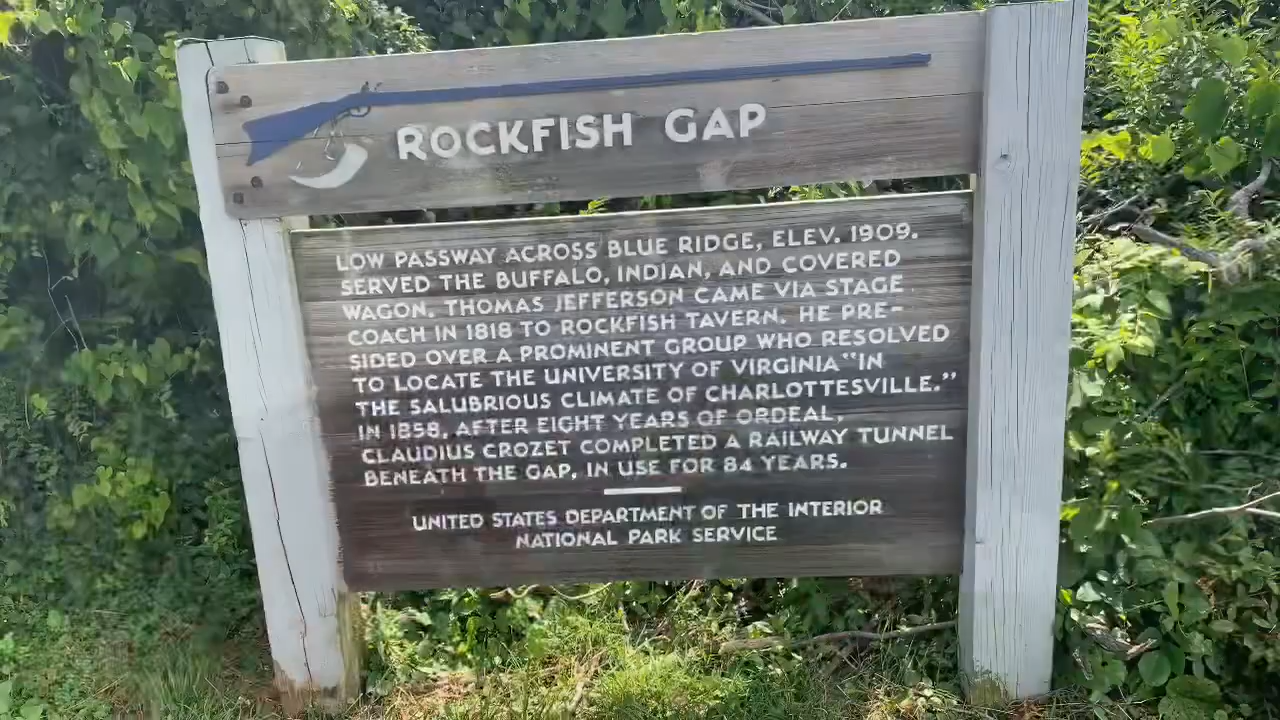 ROCKFISH GAP
LOW PASSWAY ACROSS BLUE RIDGE, ELEV. 1909.
SERVED THE BUFFALO, INDIAN, AND COVERED
WAGON. THOMAS JEFFERSON CAME VIA STAGE
COACH IN 1818 TO ROCKFISH TAVERN. HE PRE-
SIDED OVER A PROMINENT GROUP WHO RESOLVED
TO LOCATE THE UNIVERSITY OF VIRGINIA "IN
THE SALUBRIOUS CLIMATE OF CHARLOTTESVILLE."
IN 1858, AFTER EIGHT YEARS OF ORDEAL,
CLAUDIUS CROZET COMPLETED A RAILWAY TUNNEL
BENEATH THE GAP, IN USE FOR 84 YEARS.
UNITED STATES DEPARTMENT OF THE INTERIOR
NATIONAL PARK SERVICE